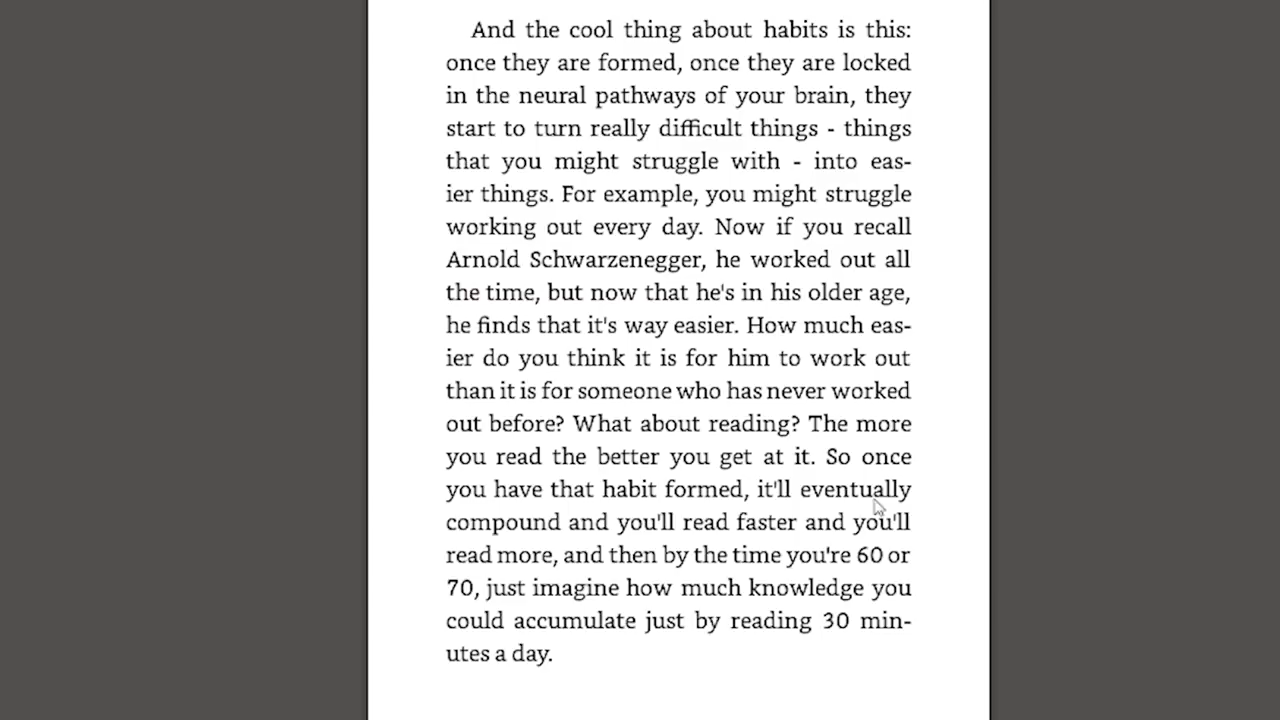 And the cool thing about habits is this:
once they are formed, once they are locked
in the neural pathways of your brain, they
start to turn really difficult things - things
that you might struggle with - into eas-
ier things. For example, you might struggle
working out every day. Now if you recall
Arnold Schwarzenegger, he worked out all
the time, but now that he's in his older age,
he finds that it's way easier. How much eas-
ier do you think it is for him to work out
than it is for someone who has never worked
out before? What about reading? The more
you read the better you get at it. So once
you have that habit formed, it'll eventually
compound and you'll read faster and you'll
read more, and then by the time you're 60 or
70, just imagine how much knowledge you
could accumulate just by reading 30 min-
utes a day.